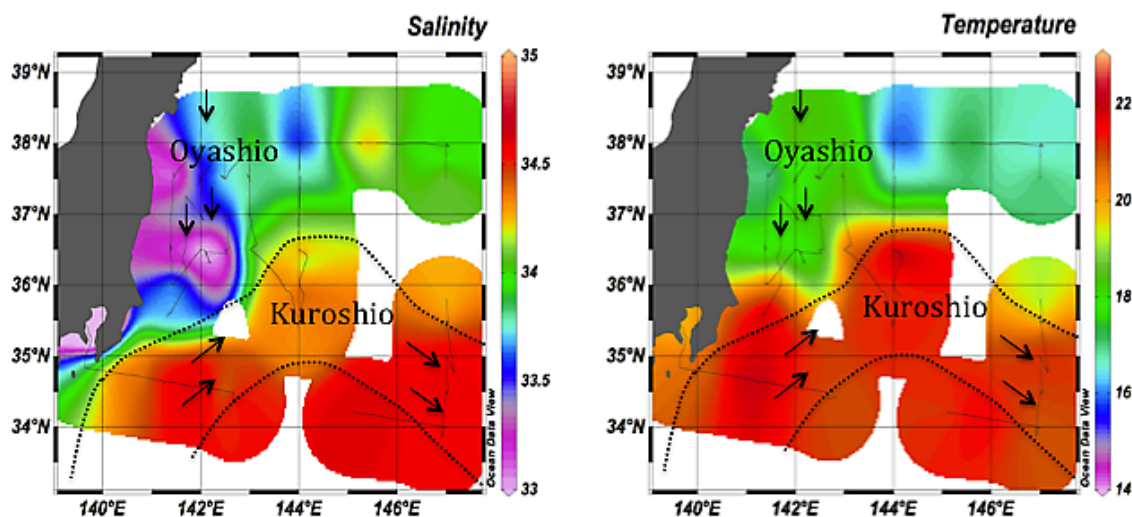 Salinity
39°N
38°N
37°N
36°N
35°N
34°N
140°E
142°E
144°E
146°E
Oyashio
Kuroshio
35
34.5
34
33.5
33
Ocean Data View
Temperature
39°N
38°N
37°N
36°N
35°N
34°N
140°E
142°E
144°E
146°E
Oyashio
Kuroshio
22
20
18
16
14
Ocean Data View